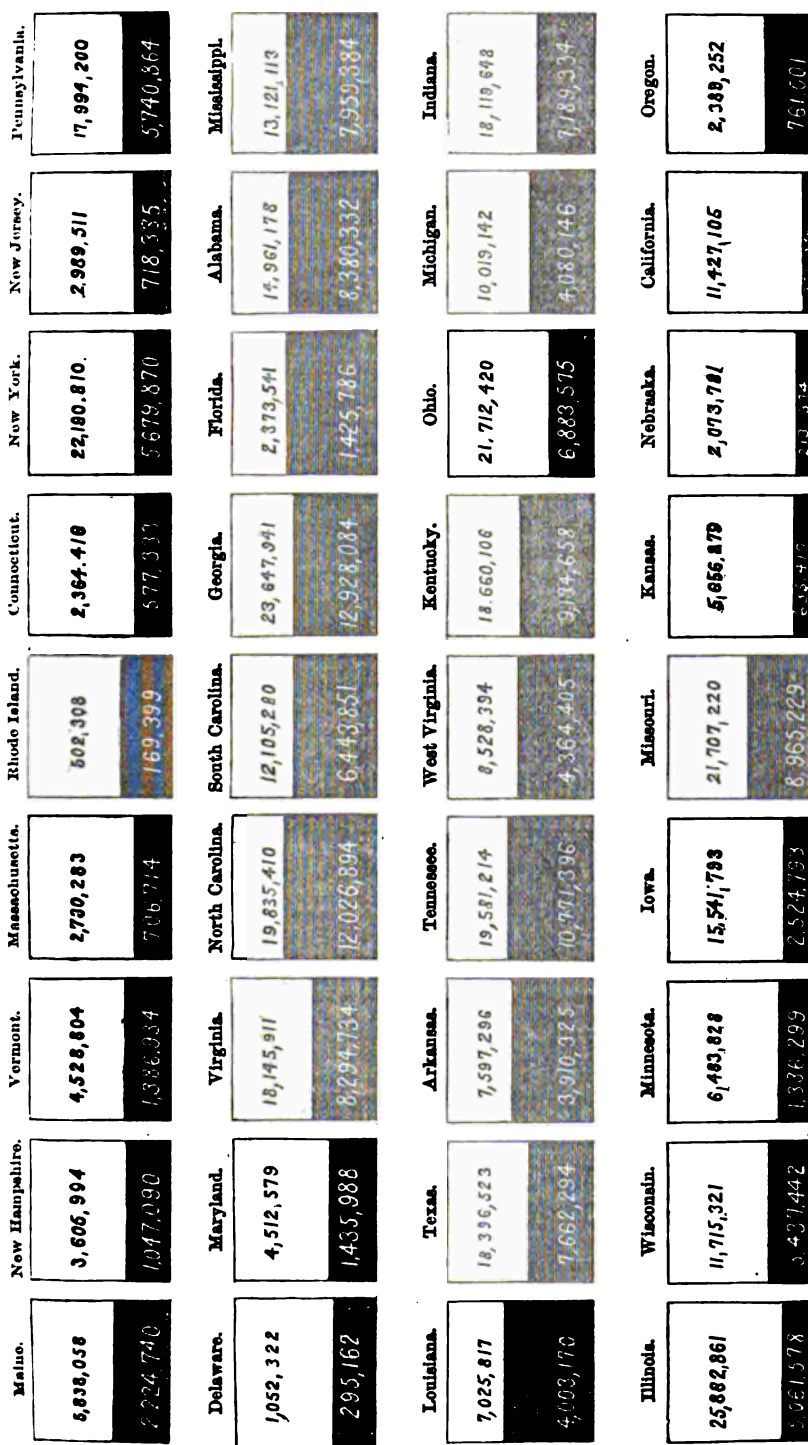 Maine. New Hampshire. Vermont. Massachusetts. Rhode Island. Connecticut. New York. New Jersey. Pennsylvania.
5,838,058 3,606,994 4,528,804 2,730,283 502,308 2,364,416 22,190,810. 2,989,511 17,994,200
2,224,740 1,047,090 1,386,934 706,714 169,399 577,333 5,679,870 718,335 5,740,864
Delaware. Maryland. Virginia. North Carolina. South Carolina. Georgia. Florida. Alabama. Mississippi.
1,052,322 4,512,579 18,145,911 19,835,410 12,105,280 23,647,941 2,373,541 14,961,178 13,121,113
295,162 1,435,988 8,294,734 12,026,894 6,443,851 12,928,084 1,425,786 8,380,332 7,959,384
Louisiana. Texas. Arkansas. Tennessee. West Virginia. Kentucky. Ohio. Michigan. Indiana.
7,025,817 18,396,523 7,597,296 19,581,214 8,528,394 18,660,106 21,712,420 10,019,142 18,119,648
4,003,170 7,662,294 3,910,325 10,771,396 4,364,405 9,134,658 6,883,575 4,080,146 7,189,334
Illinois. Wisconsin. Minnesota. Iowa. Missouri. Kansas. Nebraska. California. Oregon.
25,882,861 11,715,321 6,483,828 15,541,793 21,707,220 5,656,879 2,073,781 11,427,105 2,389,252
3,437,442 1,336,299 2,524,793 8,965,229 761,001